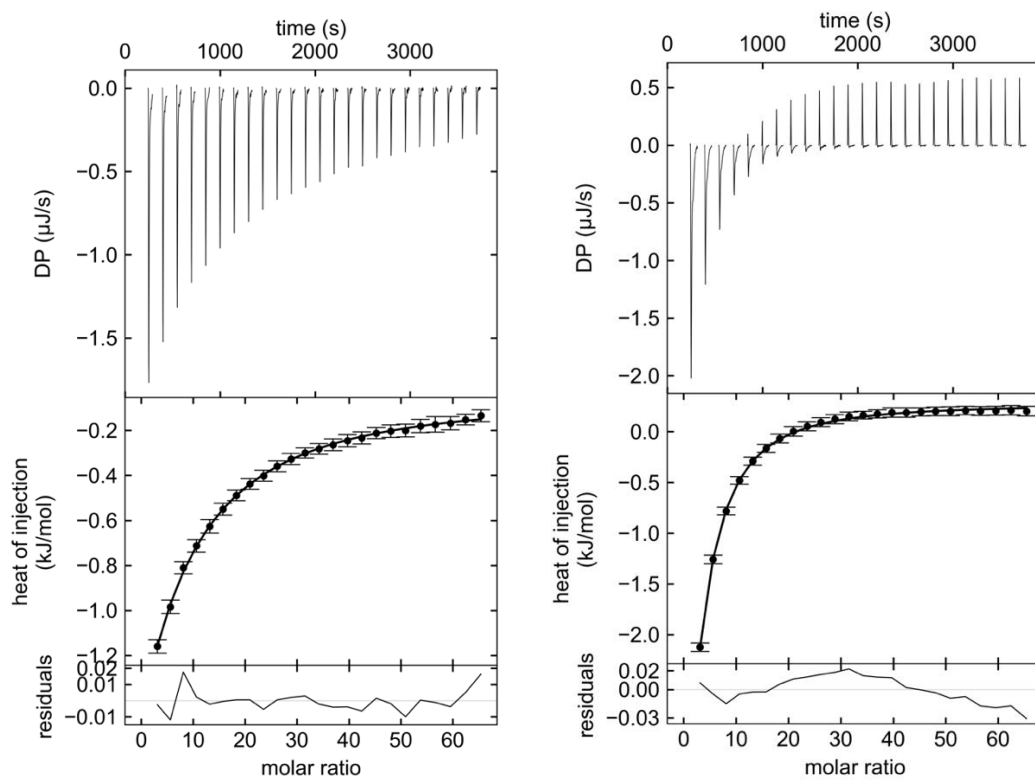 time (s)
0 1000 2000 3000
0.0
−0.5
−1.0
−1.5
DP (μJ/s)
−0.2
−0.4
−0.6
−0.8
−1.0
−1.2
heat of injection
(kJ/mol)
0.02
0.01
−0.01
residuals
0 10 20 30 40 50 60
molar ratio
time (s)
0 1000 2000 3000
0.5
0.0
−0.5
−1.0
−1.5
−2.0
DP (μJ/s)
0.0
−0.5
−1.0
−1.5
−2.0
heat of injection
(kJ/mol)
0.02
0.00
−0.03
residuals
0 10 20 30 40 50 60
molar ratio